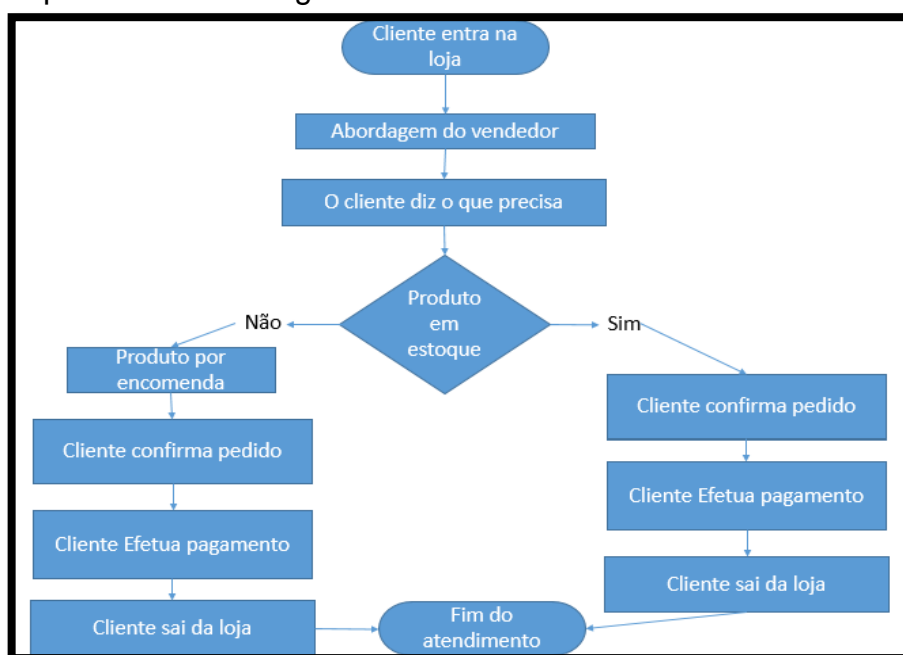 Cliente entra na
loja
Abordagem do vendedor
O cliente diz o que precisa
Produto
em
estoque
Não
Sim
Produto por
encomenda
Cliente confirma pedido
Cliente confirma pedido
Cliente Efetua pagamento
Cliente Efetua pagamento
Cliente sai da loja
Cliente sai da loja
Fim do
atendimento